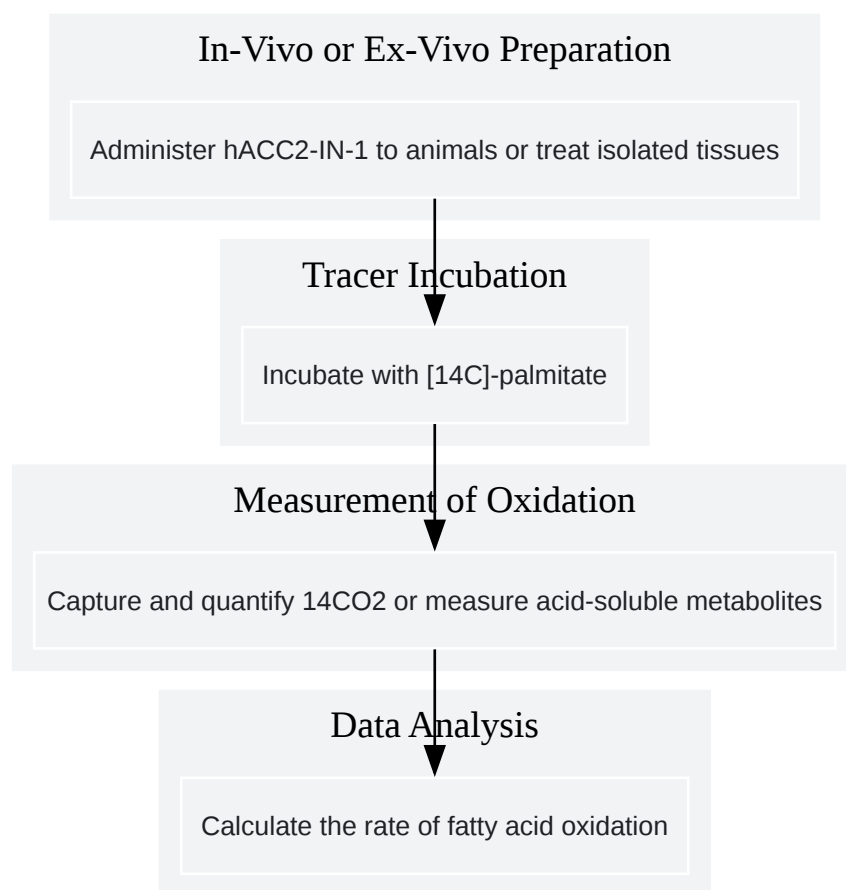 In-Vivo or Ex-Vivo Preparation
Administer hACC2-IN-1 to animals or treat isolated tissues
Tracer Incubation
Incubate with [14C]-palmitate
Measurement of Oxidation
Capture and quantify 14CO2 or measure acid-soluble metabolites
Data Analysis
Calculate the rate of fatty acid oxidation